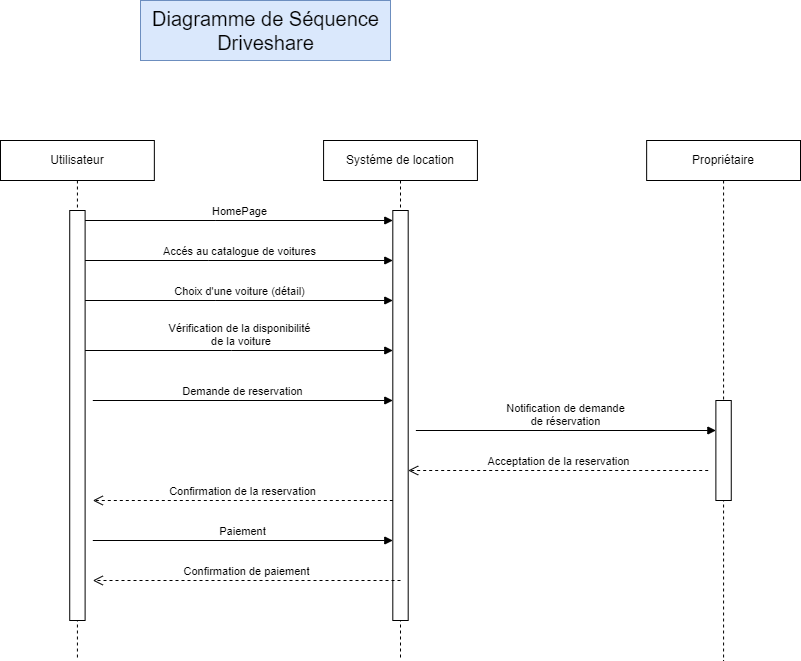 Diagramme de Séquence
Driveshare
Utilisateur
Systéme de location
Propriétaire
HomePage
Accés au catalogue de voitures
Choix d'une voiture (détail)
Vérification de la disponibilité
de la voiture
Demande de reservation
Notification de demande
de réservation
Acceptation de la reservation
Confirmation de la reservation
Paiement
Confirmation de paiement